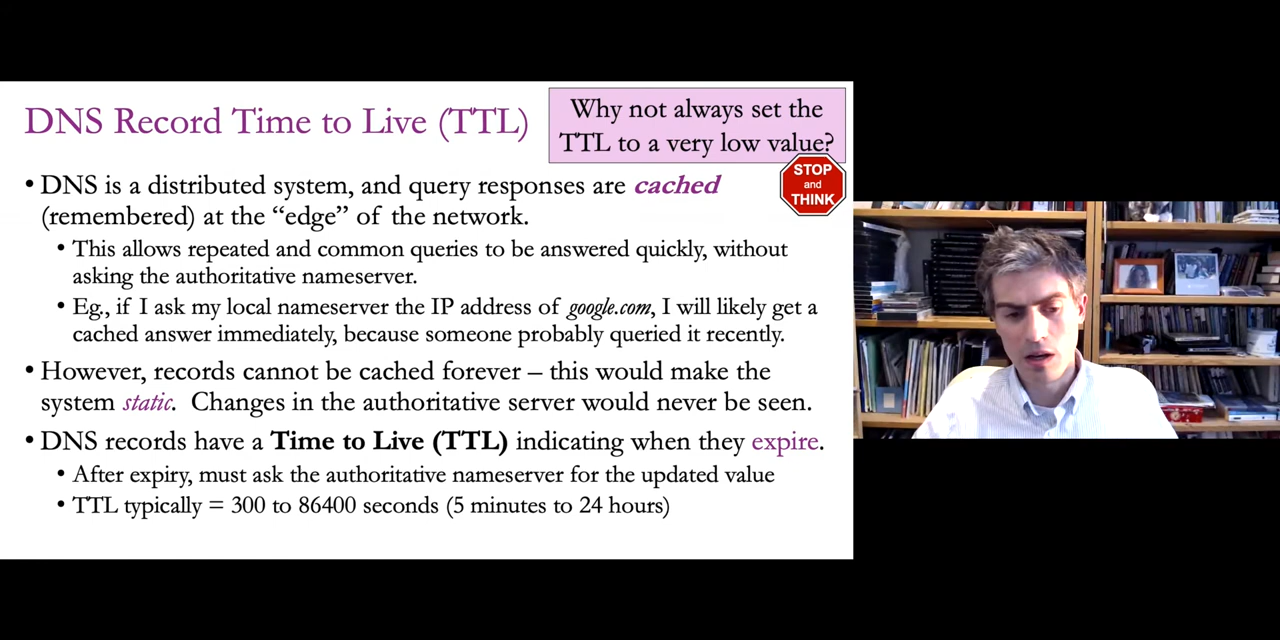 DNS Record Time to Live (TTL)
Why not always set the
TTL to a very low value?
STOP
and
THINK
• DNS is a distributed system, and query responses are cached
(remembered) at the “edge” of the network.
• This allows repeated and common queries to be answered quickly, without
asking the authoritative nameserver.
• Eg., if I ask my local nameserver the IP address of google.com, I will likely get a
cached answer immediately, because someone probably queried it recently.
• However, records cannot be cached forever – this would make the
system static. Changes in the authoritative server would never be seen.
• DNS records have a Time to Live (TTL) indicating when they expire.
• After expiry, must ask the authoritative nameserver for the updated value
• TTL typically = 300 to 86400 seconds (5 minutes to 24 hours)